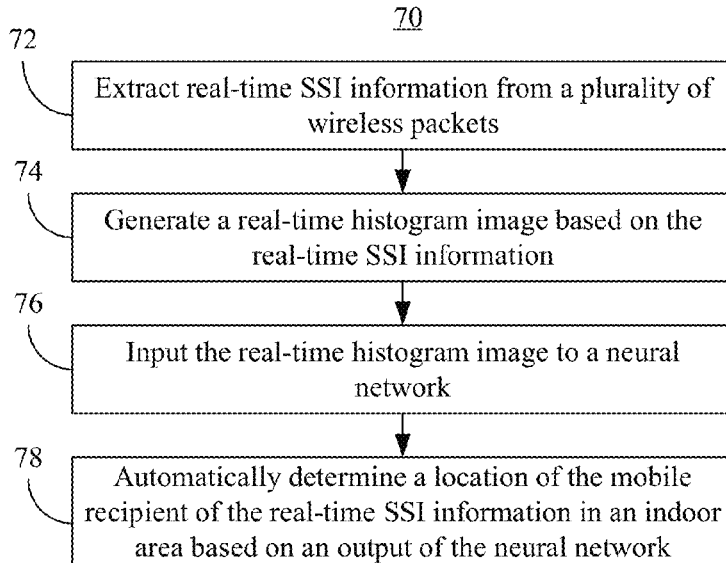 70
72
Extract real-time SSI information from a plurality of
wireless packets
74
Generate a real-time histogram image based on the
real-time SSI information
76
Input the real-time histogram image to a neural
network
78
Automatically determine a location of the mobile
recipient of the real-time SSI information in an indoor
area based on an output of the neural network